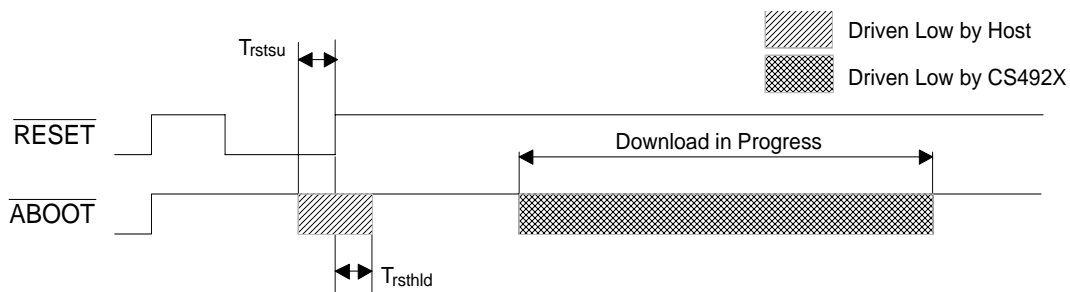 Driven Low by Host
Trstsu
Driven Low by CS492X
RESET
Download in Progress
ABOOT
Trsthld